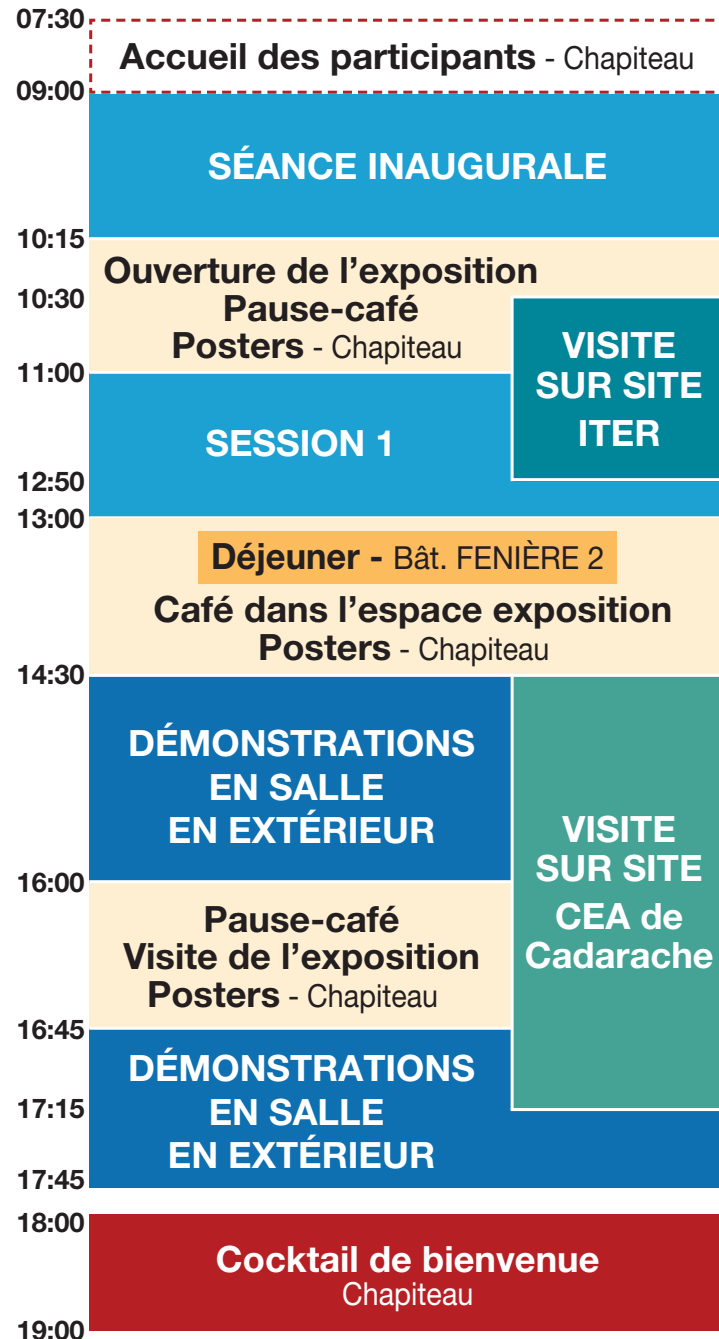 07:30
Accueil des participants - Chapiteau
09:00
SÉANCE INAUGURALE
10:15
Ouverture de l’exposition
10:30
Pause-café
Posters - Chapiteau
VISITE
SUR SITE
ITER
11:00
SESSION 1
12:50
13:00
Déjeuner - Bât. FENIÈRE 2
Café dans l’espace exposition
Posters - Chapiteau
14:30
DÉMONSTRATIONS
EN SALLE
EN EXTÉRIEUR
VISITE
SUR SITE
CEA de
Cadarache
16:00
Pause-café
Visite de l’exposition
Posters - Chapiteau
16:45
DÉMONSTRATIONS
EN SALLE
EN EXTÉRIEUR
17:15
17:45
18:00
Cocktail de bienvenue
Chapiteau
19:00